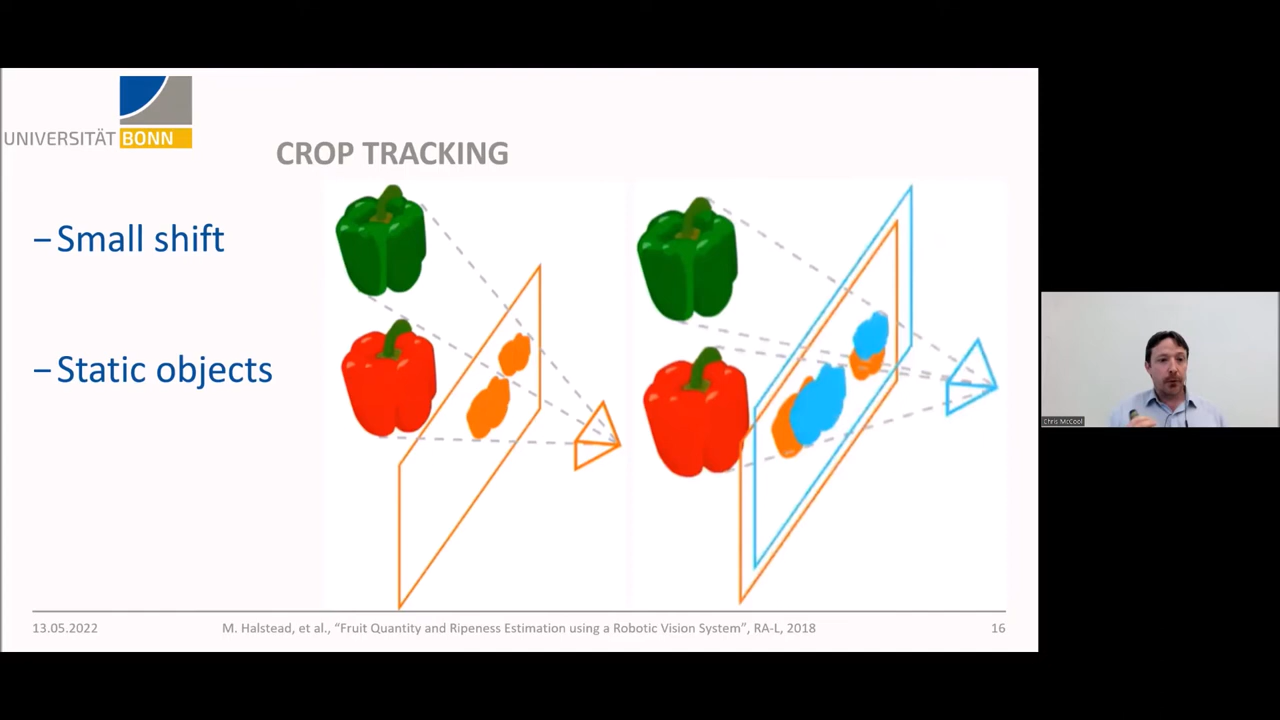 UNIVERSITÄT BONN
CROP TRACKING
– Small shift
– Static objects
Chris McCool
13.05.2022
M. Halstead, et al., “Fruit Quantity and Ripeness Estimation using a Robotic Vision System”, RA-L, 2018
16